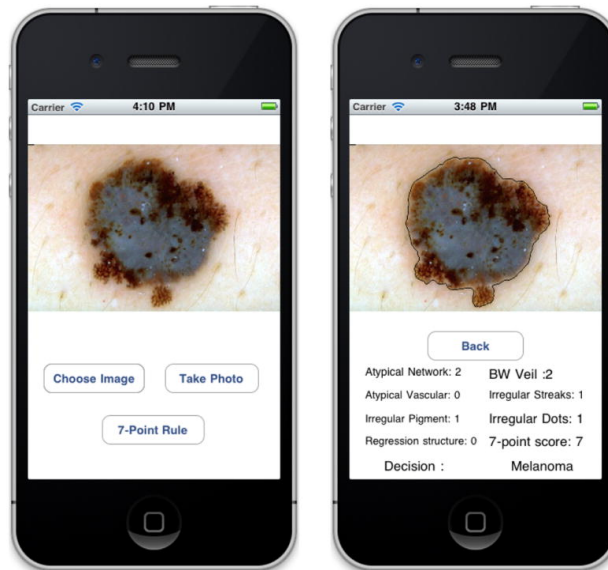 Carrier
4:10 PM
Choose Image
Take Photo
7-Point Rule
Carrier
3:48 PM
Back
Atypical Network: 2
BW Veil :2
Atypical Vascular: 0
Irregular Streaks: 1
Irregular Pigment: 1
Irregular Dots: 1
Regression structure: 0
7-point score: 7
Decision :
Melanoma